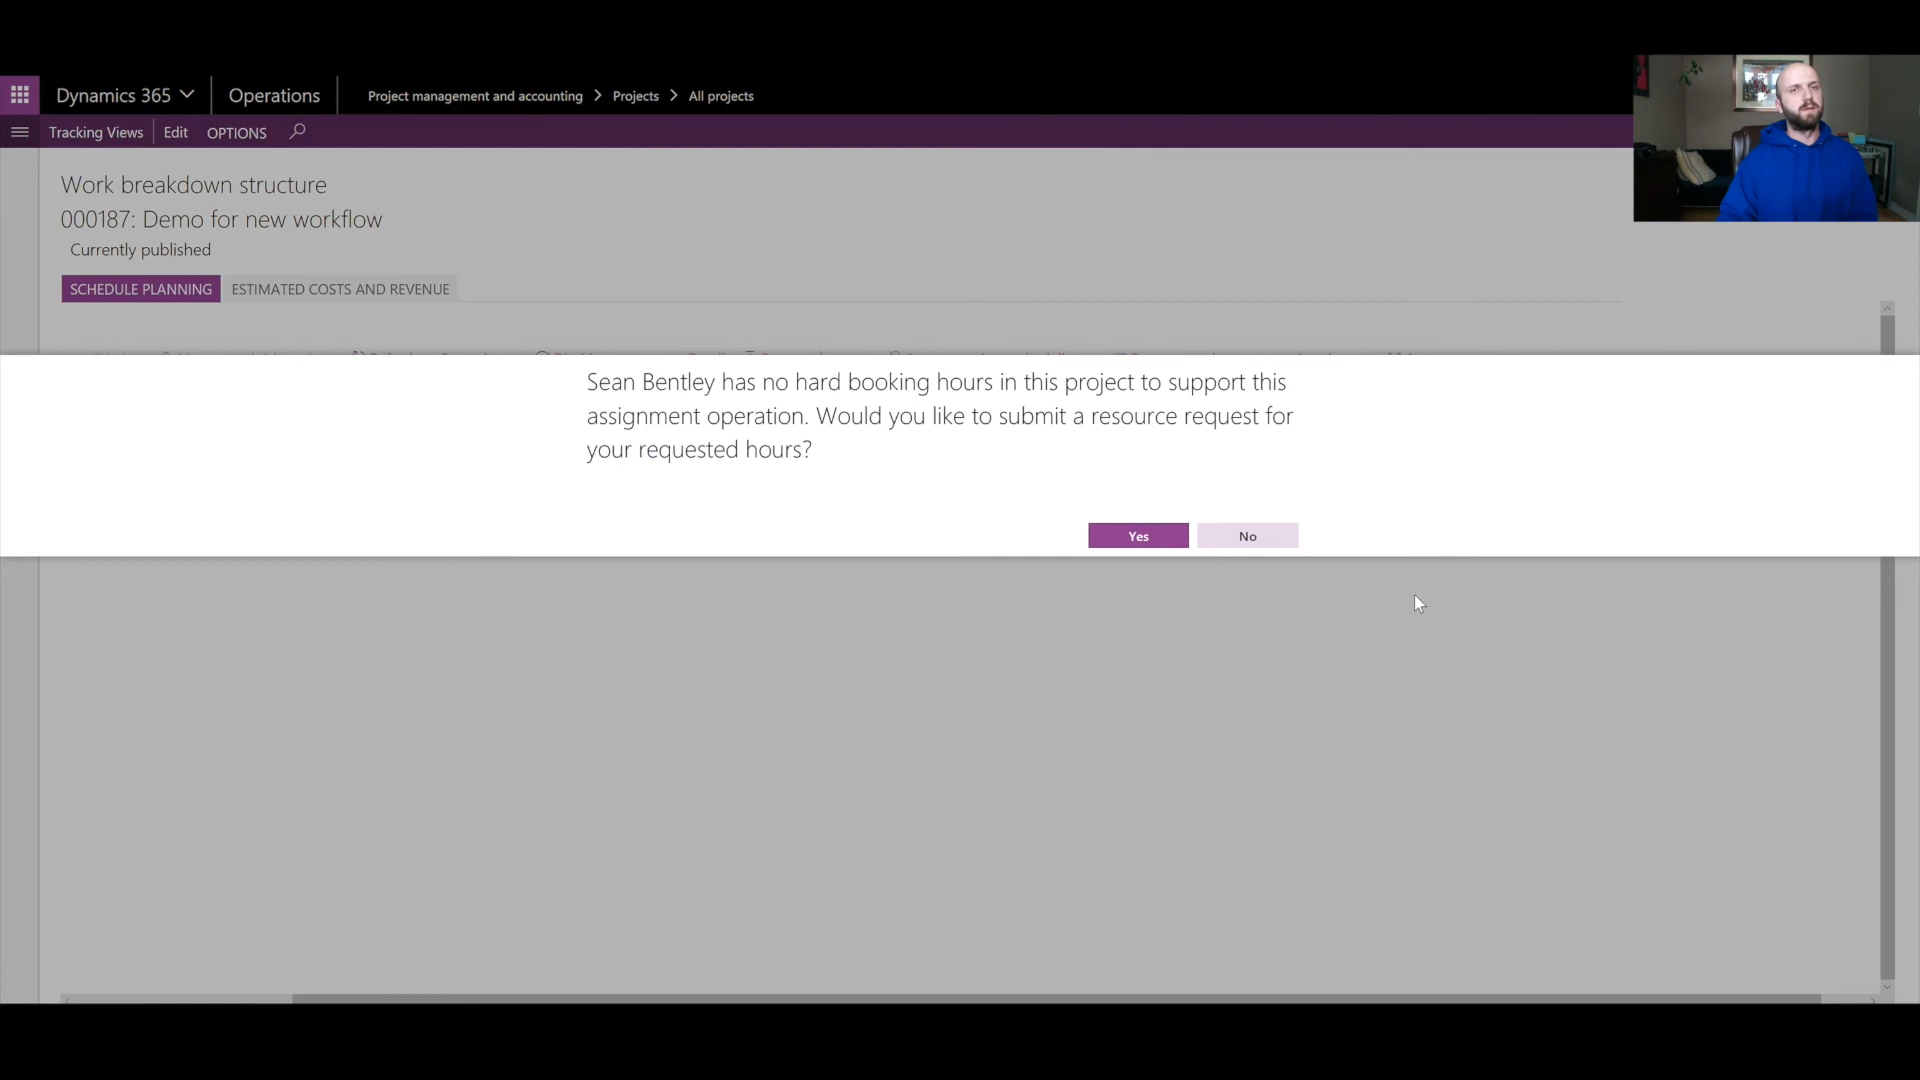 Dynamics 365
Operations
Project management and accounting
Projects
All projects
Tracking Views
Edit
OPTIONS
Work breakdown structure
000187: Demo for new workflow
Currently published
SCHEDULE PLANNING
ESTIMATED COSTS AND REVENUE
Sean Bentley has no hard booking hours in this project to support this
assignment operation. Would you like to submit a resource request for
your requested hours?
Yes
No